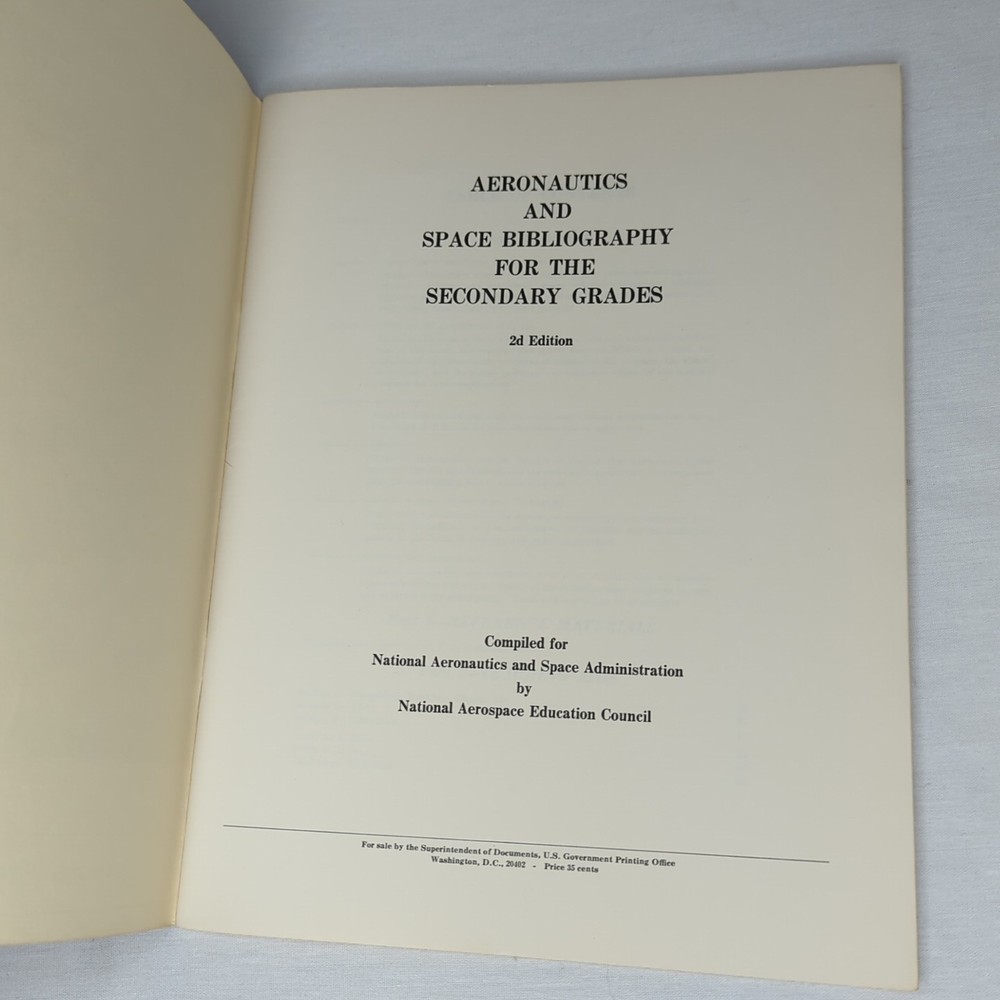 AERONAUTICS
AND
SPACE BIBLIOGRAPHY
FOR THE
SECONDARY GRADES
2d Edition
Compiled for
National Aeronautics and Space Administration
by
National Aerospace Education Council
For sale by the Superintendent of Documents, U.S. Government Printing Office
Washington, D.C., 20402 - Price 35 cents